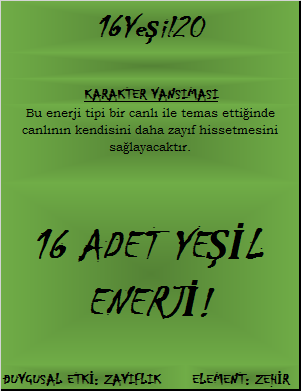 16Yeşil20
KARAKTER YANSIMASI
Bu enerji tipi bir canlı ile temas ettiğinde
canlının kendisini daha zayıf hissetmesini
sağlayacaktır.
16 ADET YEŞİL
ENERJİ!
DUYGUSAL ETKİ: ZAYIFLIK ELEMENT: ZEHİR